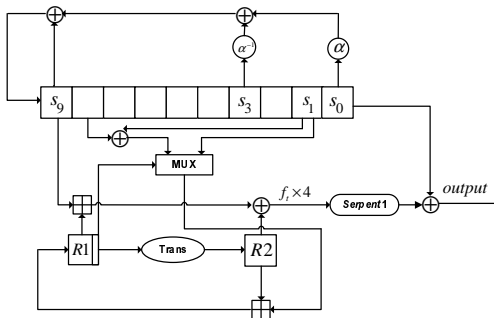 α⁻¹
α
s₉
s₃
s₁
s₀
MUX
fₜ×4
Serpent1
output
R1
Trans
R2